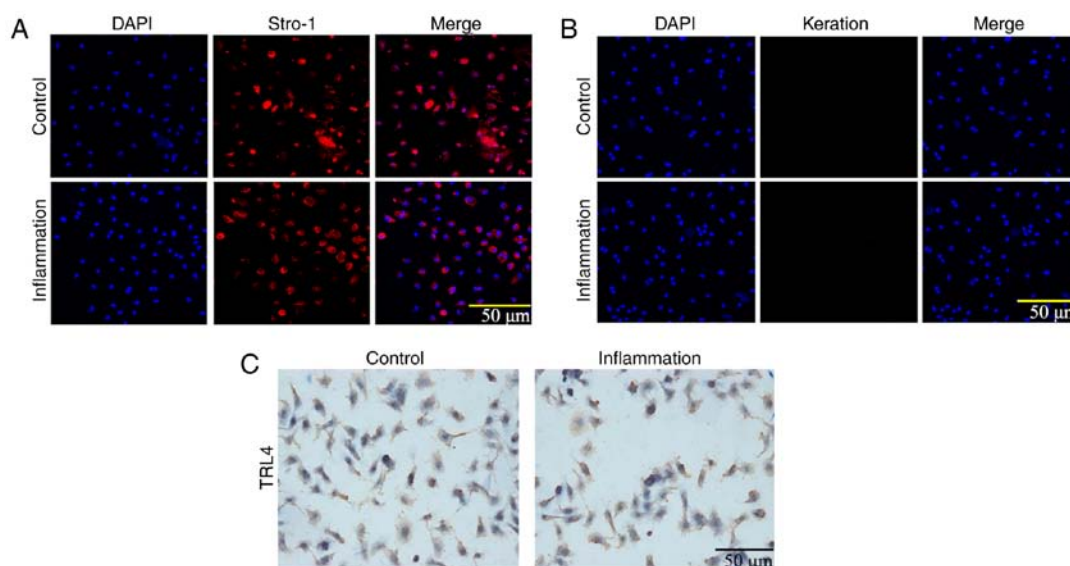 A
DAPI Stro-1 Merge
Control
Inflammation
50 μm
B
DAPI Keration Merge
Control
Inflammation
50 μm
C
Control Inflammation
TRL4
50 μm